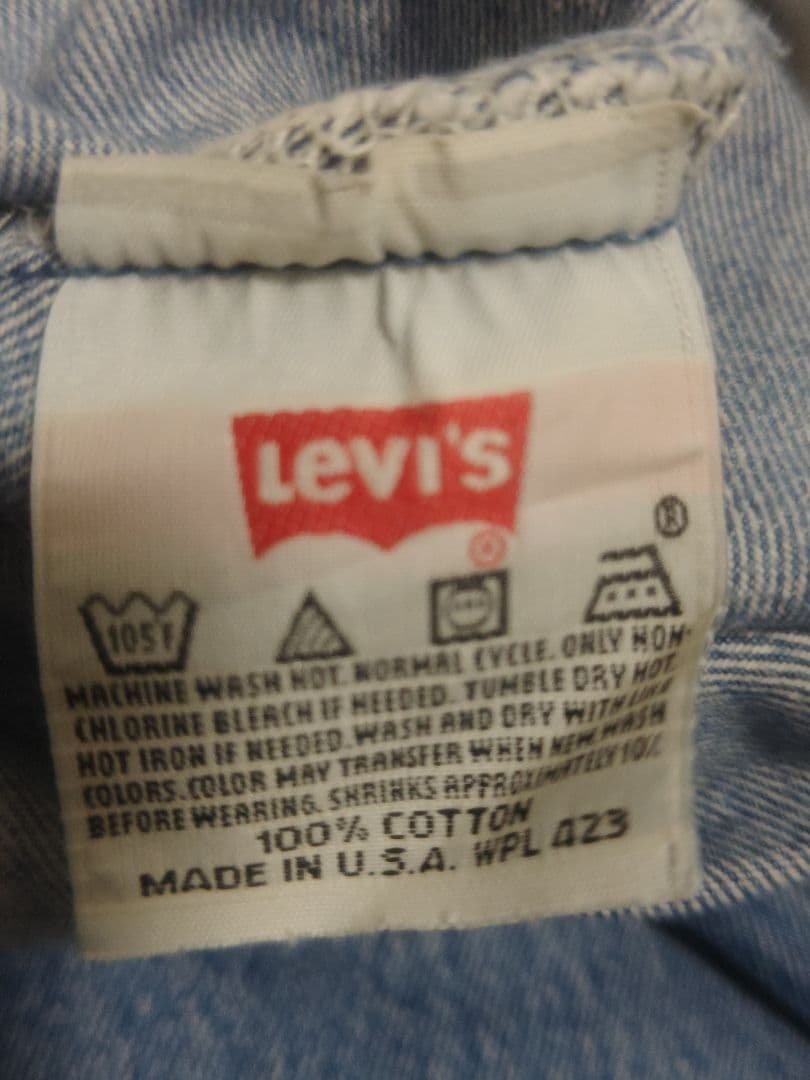 LEVI'S
®
®
105F
MACHINE WASH HOT. NORMAL CYCLE. ONLY NON-
CHLORINE BLEACH IF NEEDED. TUMBLE DRY HOT.
HOT IRON IF NEEDED. WASH AND DRY WITH LIKE
COLORS. COLOR MAY TRANSFER WHEN NEW. WASH
BEFORE WEARING. SHRINKS APPROXIMATELY 10%.
100% COTTON
MADE IN U.S.A. WPL 423